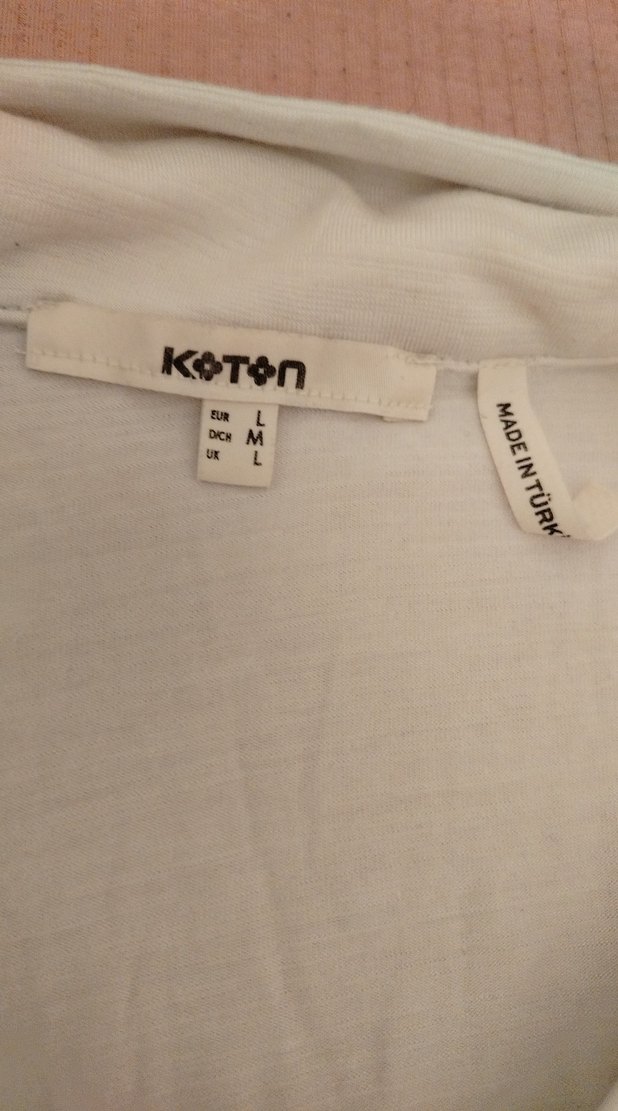 KOTON
EUR L
D/CH M
UK L
MADE IN TÜRK